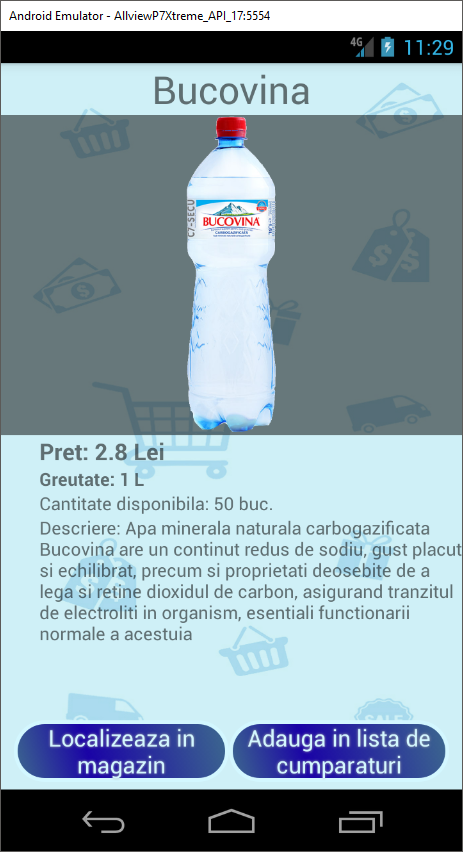 Android Emulator - AllviewP7Xtreme_API_17:5554
4G
11:29
Bucovina
BUCOVINA
CARBOGAZIFICATĂ
Pret: 2.8 Lei
Greutate: 1 L
Cantitate disponibila: 50 buc.
Descriere: Apa minerala naturala carbogazificata
Bucovina are un continut redus de sodiu, gust placut
si echilibrat, precum si proprietati deosebite de a
lega si retine dioxidul de carbon, asigurand tranzitul
de electroliti in organism, esentiali functionarii
normale a acestuia
SALE
Localizeaza in
magazin
Adauga in lista de
cumparaturi